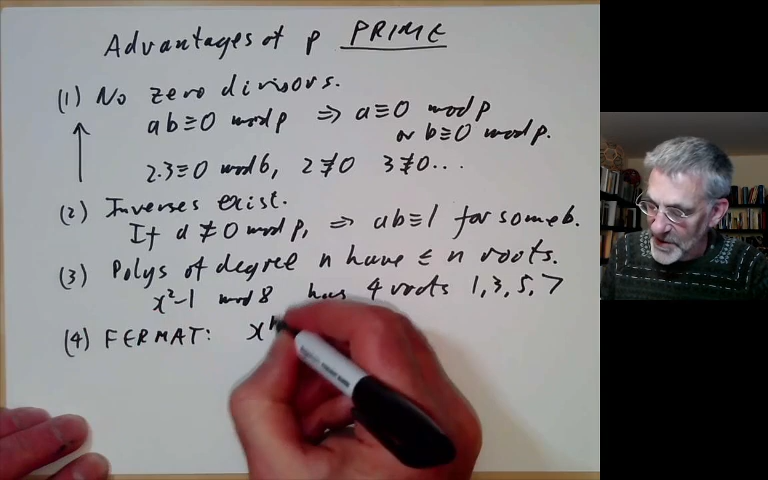 Advantages of p PRIME
(1) No zero divisors.
ab≡0 mod p ⇒ a≡0 mod p
or b≡0 mod p.
2.3≡0 mod 6, 2≢0 3≢0...
(2) Inverses exist.
If a≢0 mod p, ⇒ ab≡1 for some b.
(3) Polys of degree n have ≤ n roots.
x²-1 mod 8 has 4 roots 1,3,5,7
(4) FERMAT: x